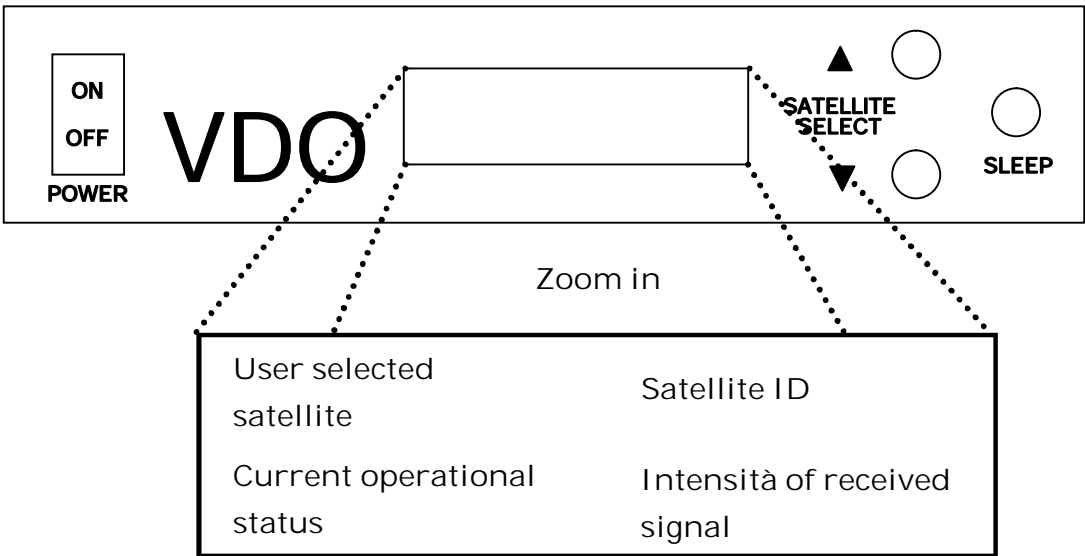 ON
OFF
POWER
VDO
▲
SATELLITE
SELECT
▼
SLEEP
Zoom in
User selected
satellite
Satellite ID
Current operational
status
Intensità of received
signal